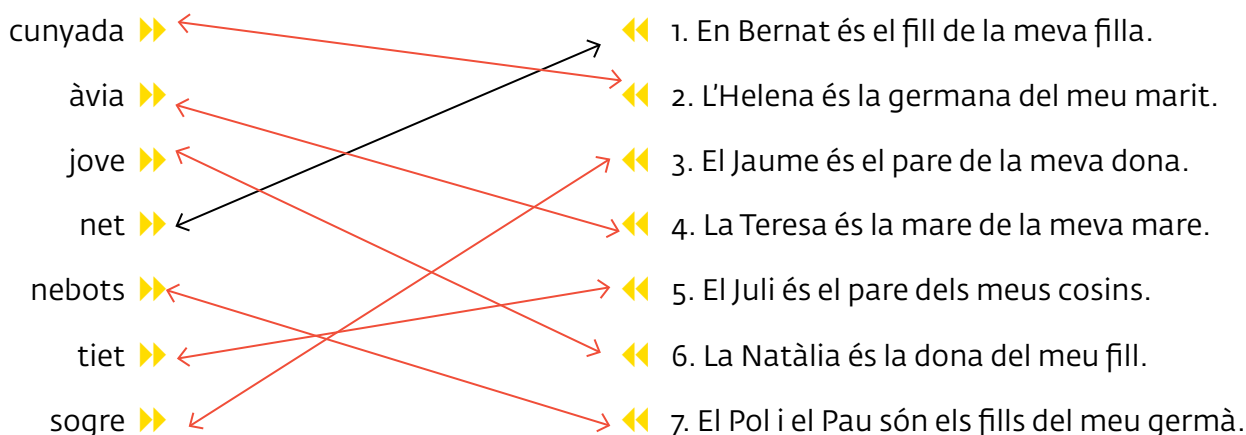 cunyada 1. En Bernat és el fill de la meva filla.
àvia 2. L'Helena és la germana del meu marit.
jove 3. El Jaume és el pare de la meva dona.
net 4. La Teresa és la mare de la meva mare.
nebots 5. El Juli és el pare dels meus cosins.
tiet 6. La Natàlia és la dona del meu fill.
sogre 7. El Pol i el Pau són els fills del meu germà.